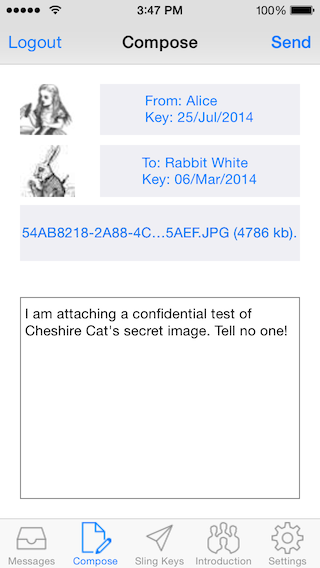 3:47 PM 100%
Logout Compose Send
From: Alice
Key: 25/Jul/2014
To: Rabbit White
Key: 06/Mar/2014
54AB8218-2A88-4C...5AEF.JPG (4786 kb).
I am attaching a confidential test of
Cheshire Cat's secret image. Tell no one!
Messages Compose Sling Keys Introduction Settings